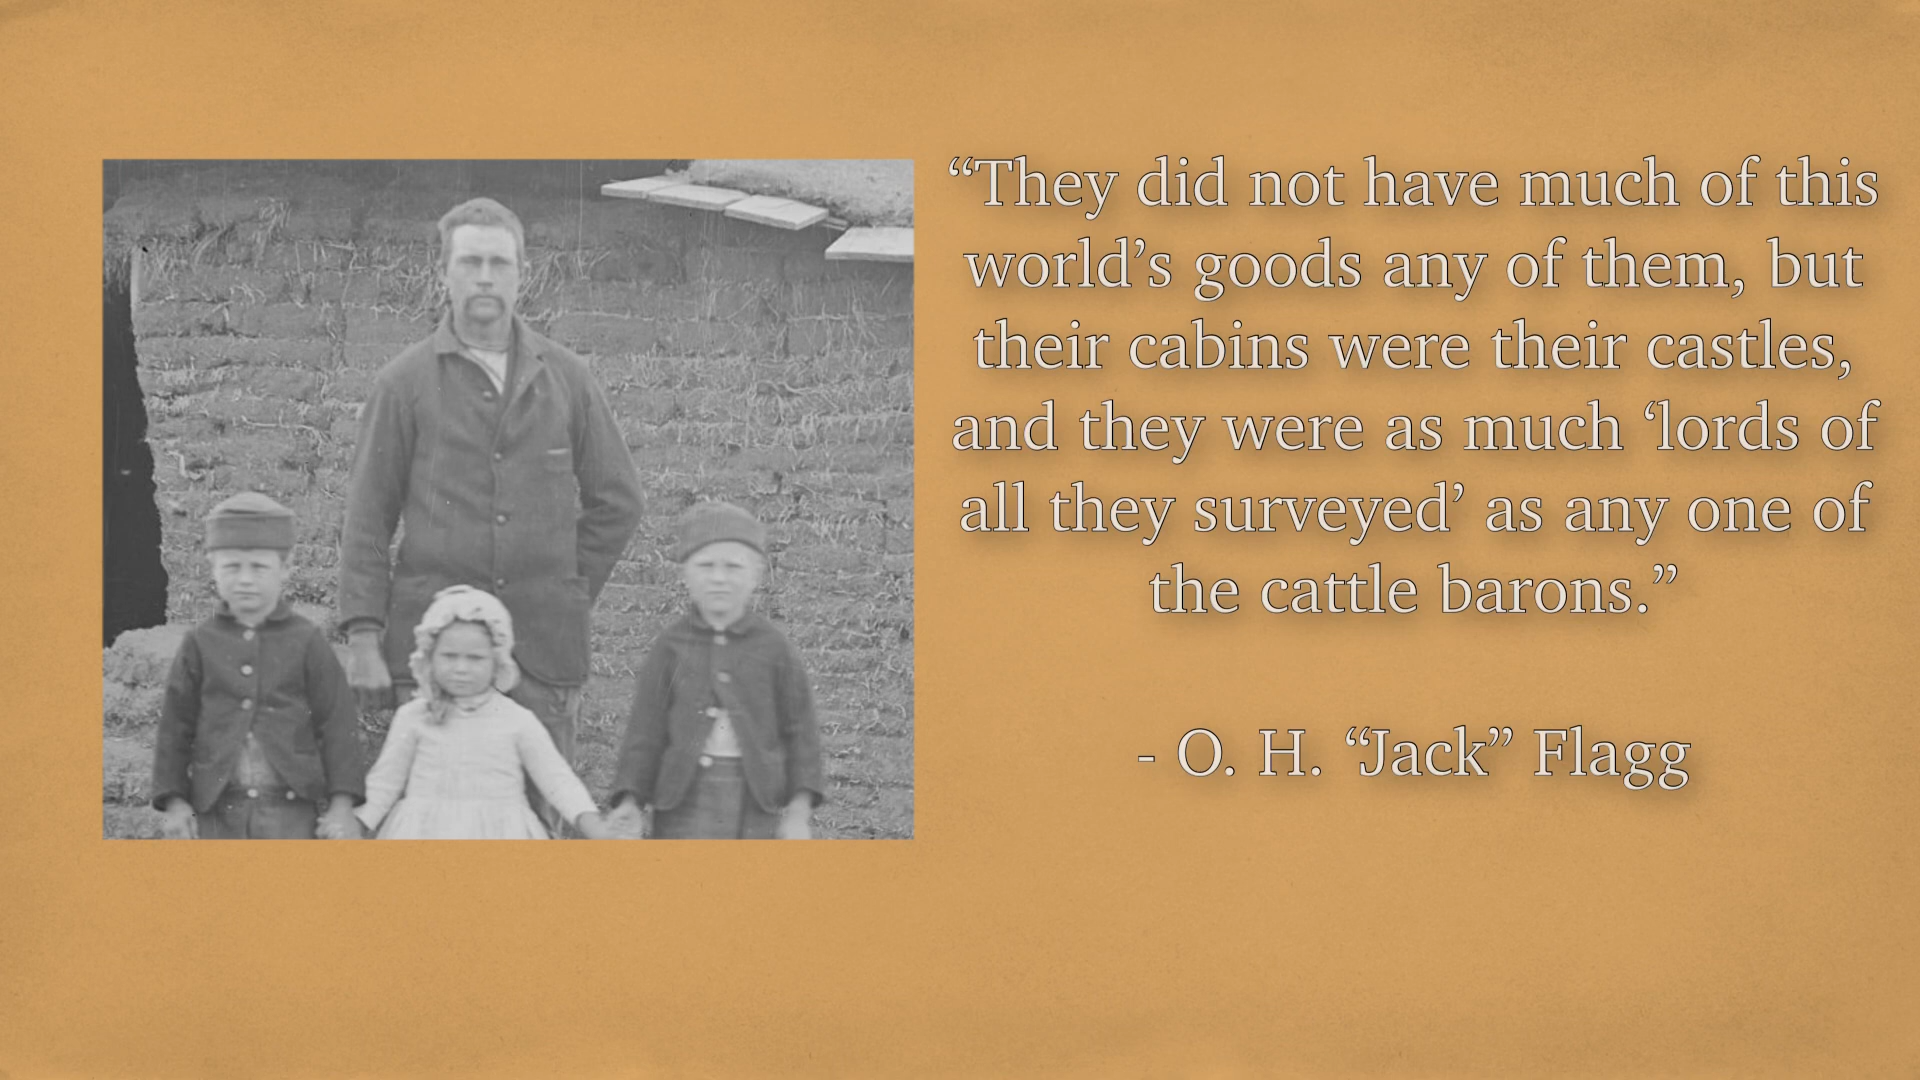 “They did not have much of this
world’s goods any of them, but
their cabins were their castles,
and they were as much ‘lords of
all they surveyed’ as any one of
the cattle barons.”
- O. H. “Jack” Flagg